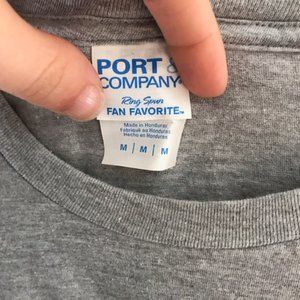 PORT &
COMPANY
Ring Spun
FAN FAVORITE™
Made in Honduras
Fabriqué au Honduras
Hecho en Honduras
M | M | M